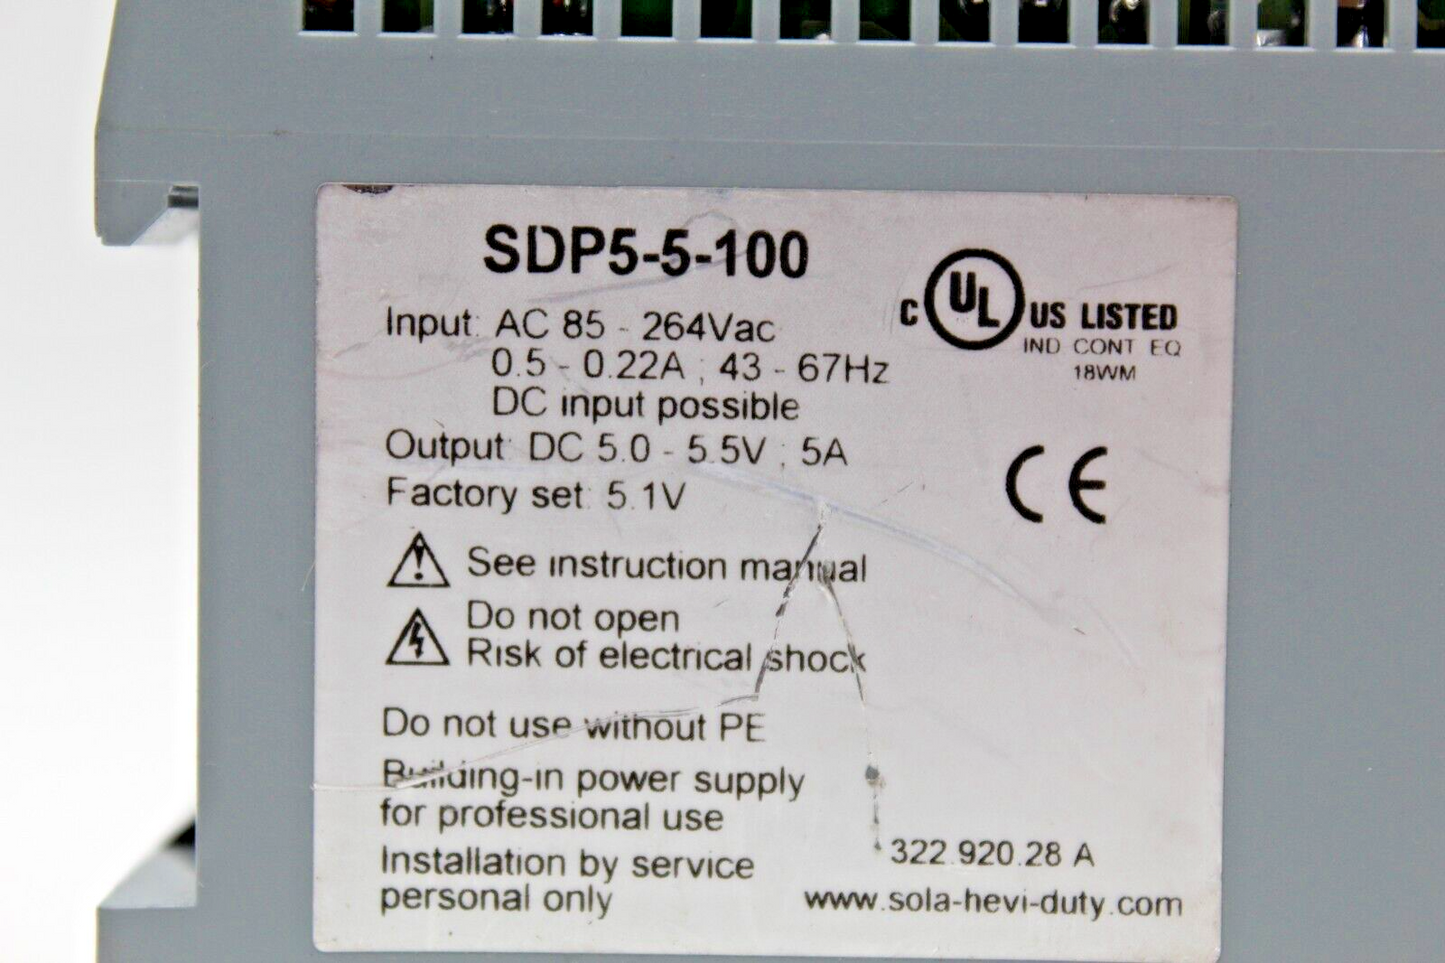 SDP5-5-100
Input: AC 85 - 264Vac
0.5 - 0.22A ; 43 - 67Hz
DC input possible
Output: DC 5.0 - 5.5V ; 5A
Factory set: 5.1V
C UL US LISTED
IND CONT EQ
18WM
CE
See instruction manual
Do not open
Risk of electrical shock
Do not use without PE
Building-in power supply
for professional use
Installation by service
personal only
322.920.28 A
www.sola-hevi-duty.com